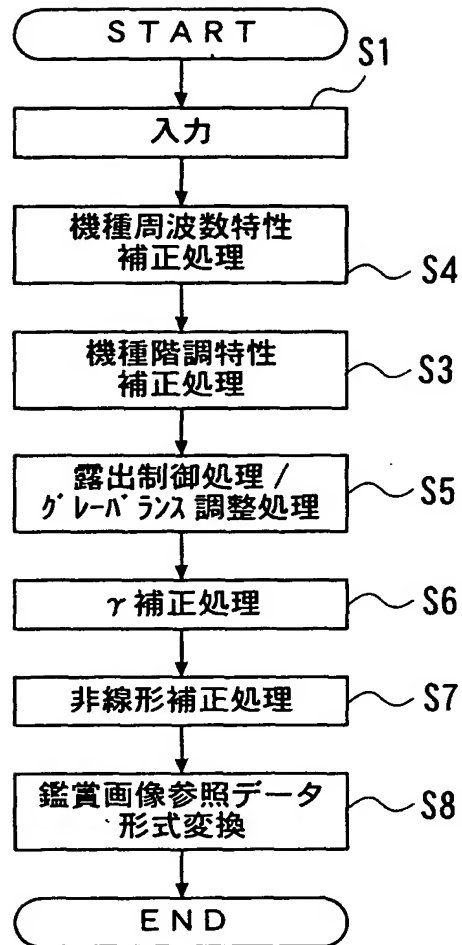 START
S1
入力
機種周波数特性
補正処理
S4
機種階調特性
補正処理
S3
露出制御処理/
グレーバランス調整処理
S5
γ補正処理
S6
非線形補正処理
S7
鑑賞画像参照データ
形式変換
S8
END